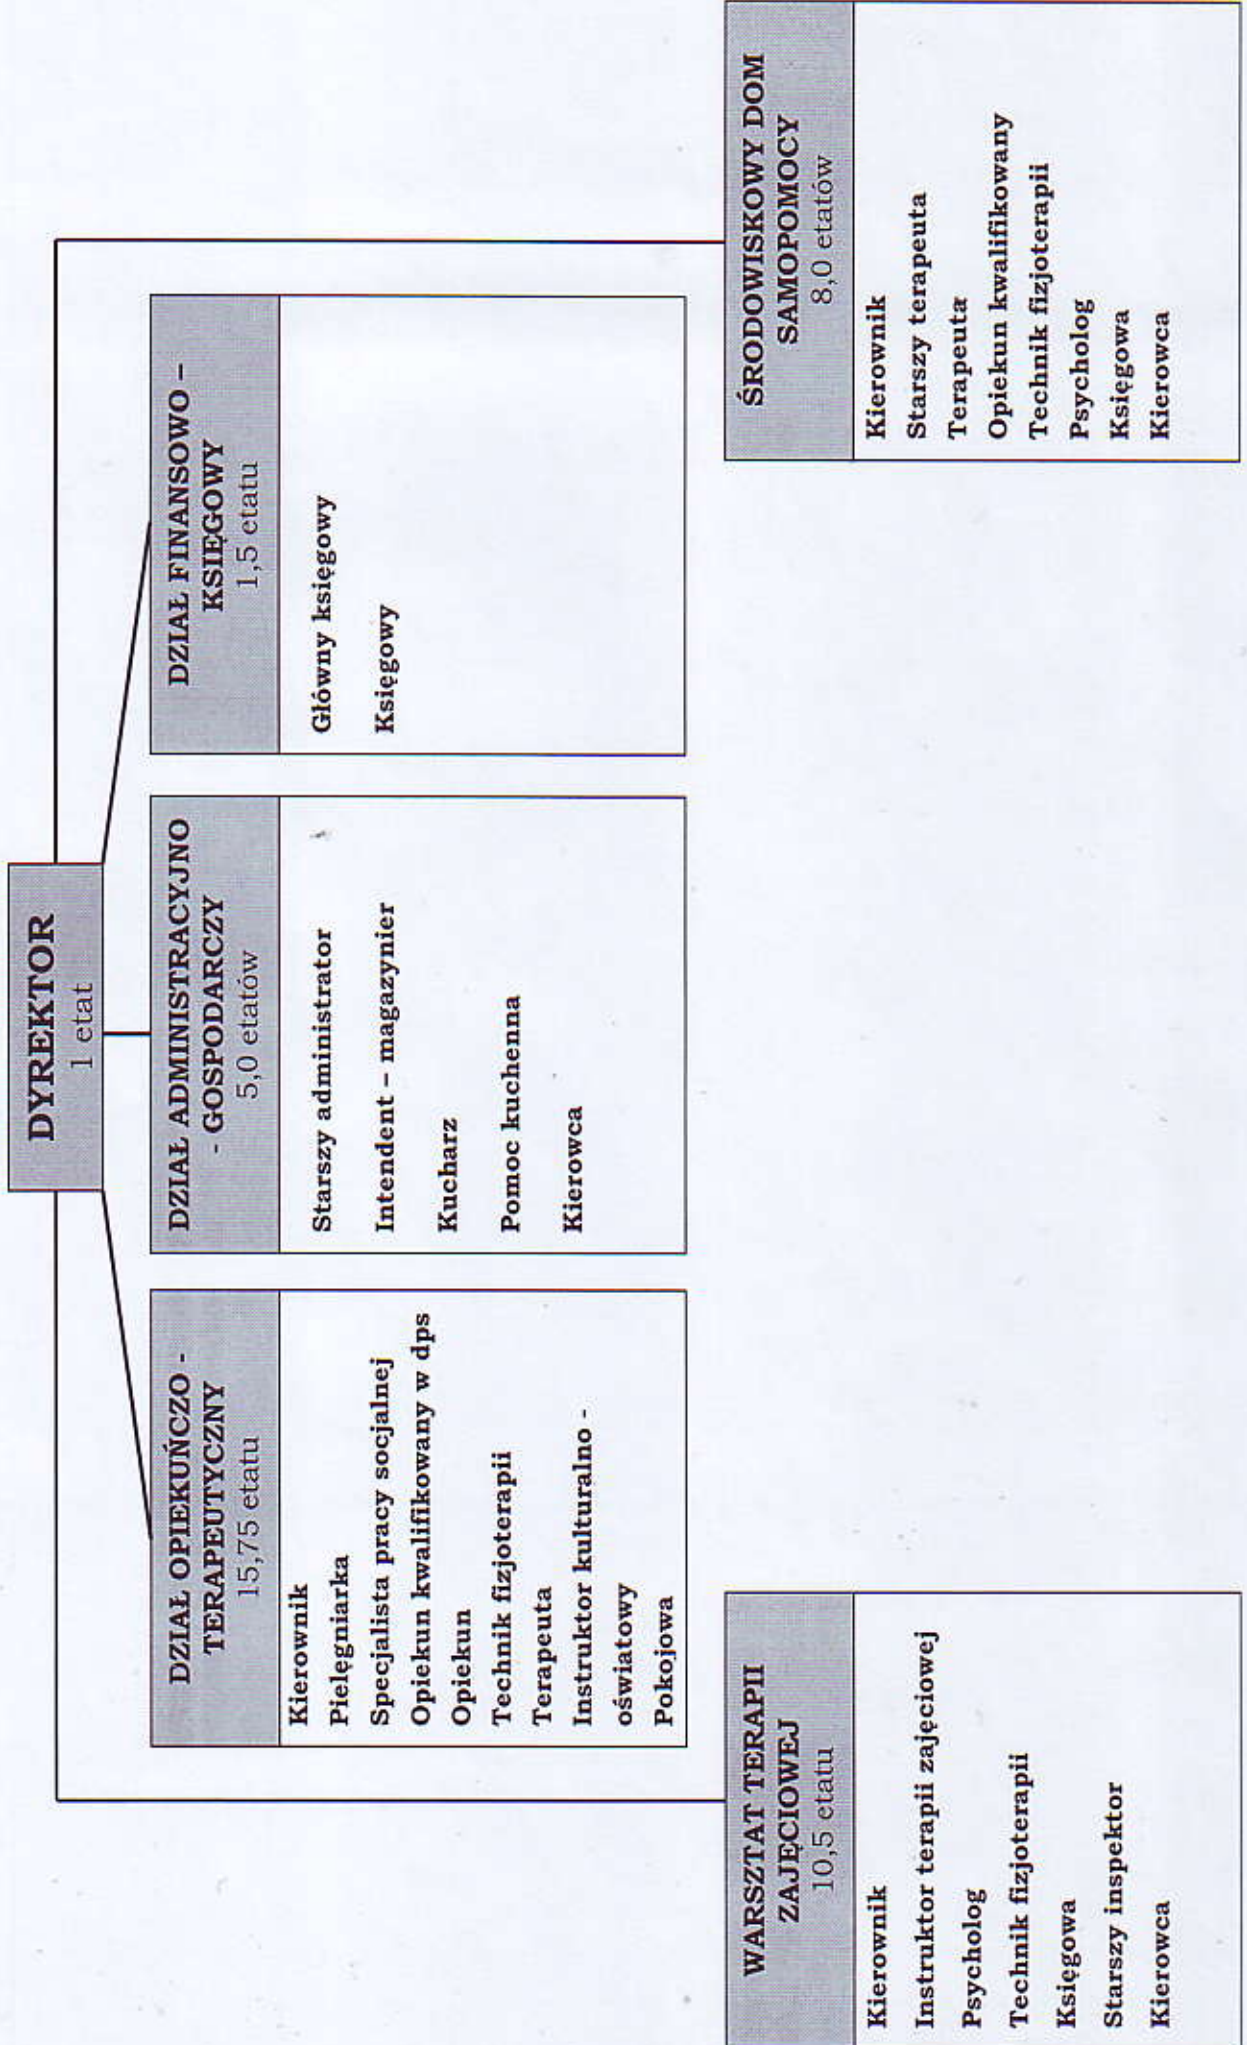 DYREKTOR
1 etat
DZIAŁ OPIEKUŃCZO -
TERAPEUTYCZNY
15,75 etatu
Kierownik
Pielęgniarka
Specjalista pracy socjalnej
Opiekun kwalifikowany w dps
Opiekun
Technik fizjoterapii
Terapeuta
Instruktor kulturalno -
oświatowy
Pokojowa
DZIAŁ ADMINISTRACYJNO
- GOSPODARCZY
5,0 etatów
Starszy administrator
Intendent – magazynier
Kucharz
Pomoc kuchenna
Kierowca
DZIAŁ FINANSOWO –
KSIĘGOWY
1,5 etatu
Główny księgowy
Księgowy
WARSZTAT TERAPII
ZAJĘCIOWEJ
10,5 etatu
Kierownik
Instruktor terapii zajęciowej
Psycholog
Technik fizjoterapii
Księgowa
Starszy inspektor
Kierowca
ŚRODOWISKOWY DOM
SAMOPOMOCY
8,0 etatów
Kierownik
Starszy terapeuta
Terapeuta
Opiekun kwalifikowany
Technik fizjoterapii
Psycholog
Księgowa
Kierowca